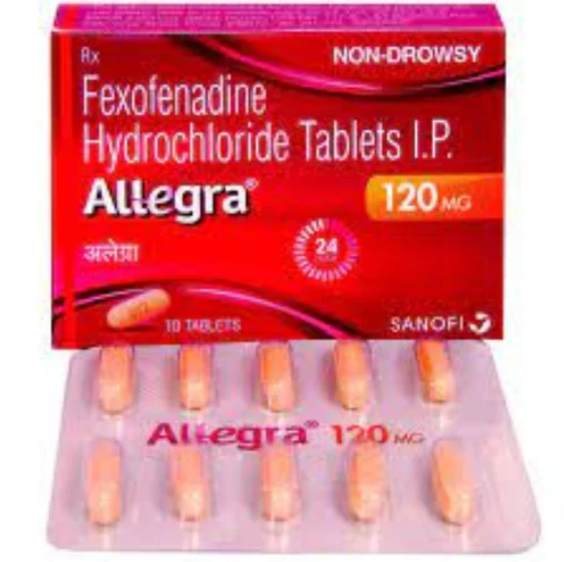 Rx
NON-DROWSY
Fexofenadine
Hydrochloride Tablets I.P.
Allegra®
120 MG
अलेग्रा
24
10 TABLETS
SANOFI
Allegra® 120 MG